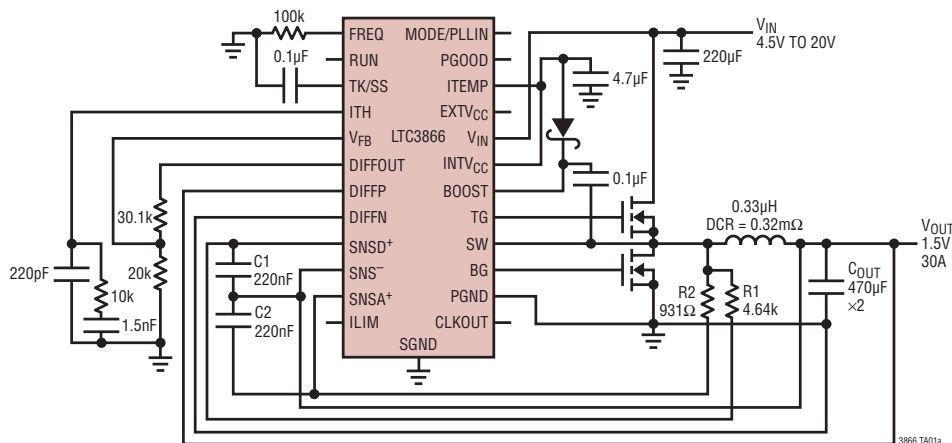 100k
0.1µF
FREQ
RUN
TK/SS
ITH
V_FB
DIFFOUT
DIFFP
DIFFN
SNSD+
SNS−
SNSA+
ILIM
LTC3866
SGND
MODE/PLLIN
PGOOD
ITEMP
EXTV_CC
V_IN
INTV_CC
BOOST
TG
SW
BG
PGND
CLKOUT
V_IN
4.5V TO 20V
220µF
4.7µF
0.1µF
0.33µH
DCR = 0.32mΩ
V_OUT
1.5V
30A
C_OUT
470µF
×2
R2
931Ω
R1
4.64k
30.1k
20k
220pF
10k
1.5nF
C1
220nF
C2
220nF
3866 TA01a